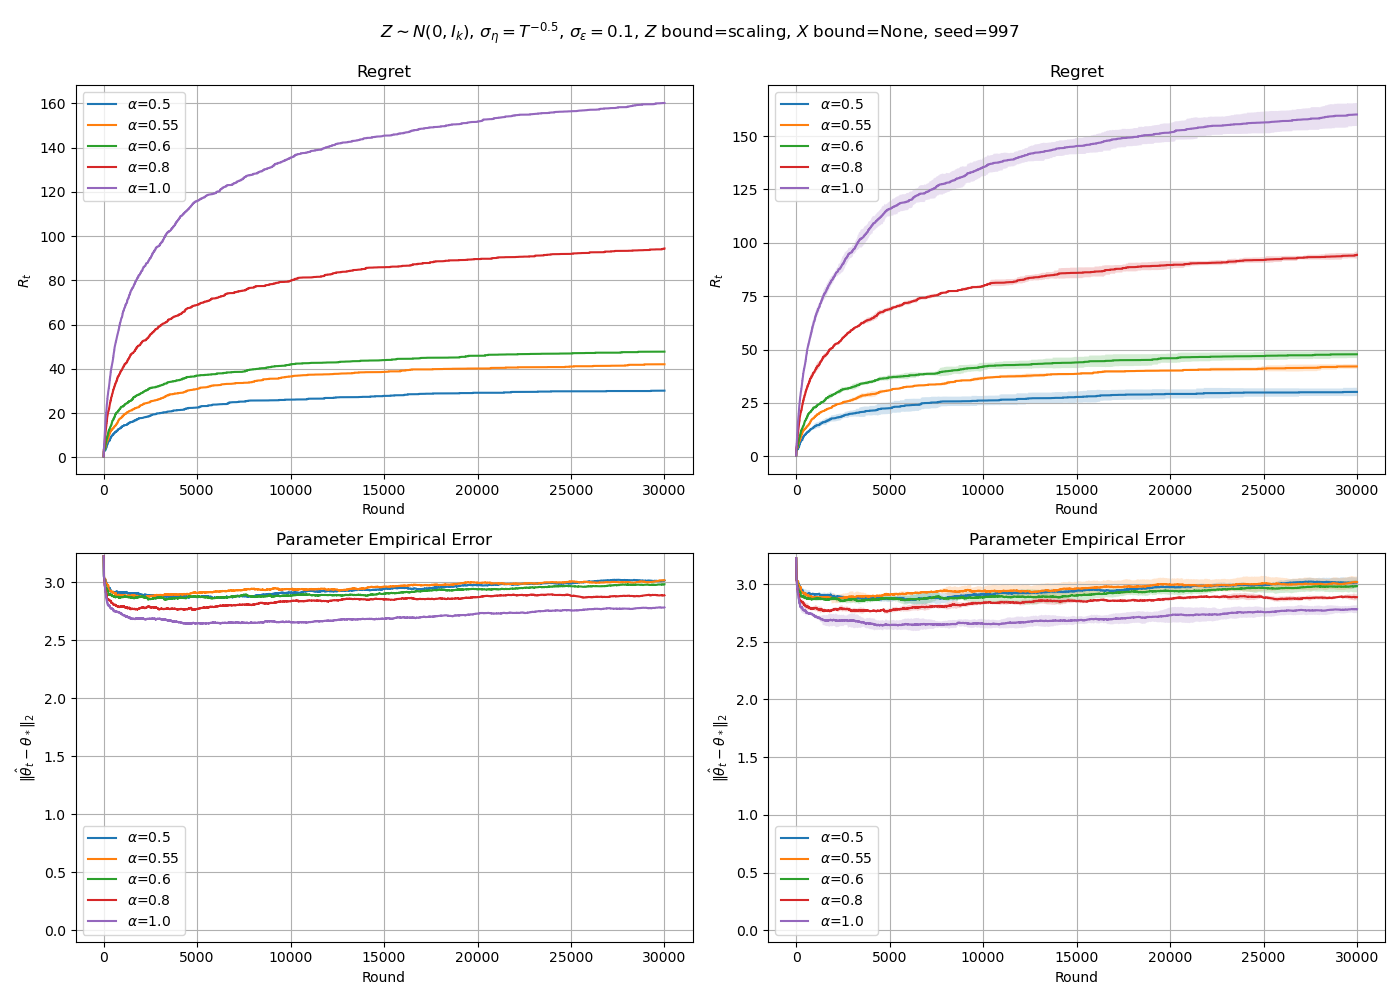 Z ∼ N(0, I_k), σ_η = T^{−0.5}, σ_ε = 0.1, Z bound=scaling, X bound=None, seed=997
Regret
R_t
160
140
120
100
80
60
40
20
0
α=0.5
α=0.55
α=0.6
α=0.8
α=1.0
0 5000 10000 15000 20000 25000 30000
Round
Regret
R_t
150
125
100
75
50
25
0
α=0.5
α=0.55
α=0.6
α=0.8
α=1.0
0 5000 10000 15000 20000 25000 30000
Round
Parameter Empirical Error
‖θ̂_t − θ_*‖_2
3.0
2.5
2.0
1.5
1.0
0.5
0.0
α=0.5
α=0.55
α=0.6
α=0.8
α=1.0
0 5000 10000 15000 20000 25000 30000
Round
Parameter Empirical Error
‖θ̂_t − θ_*‖_2
3.0
2.5
2.0
1.5
1.0
0.5
0.0
α=0.5
α=0.55
α=0.6
α=0.8
α=1.0
0 5000 10000 15000 20000 25000 30000
Round